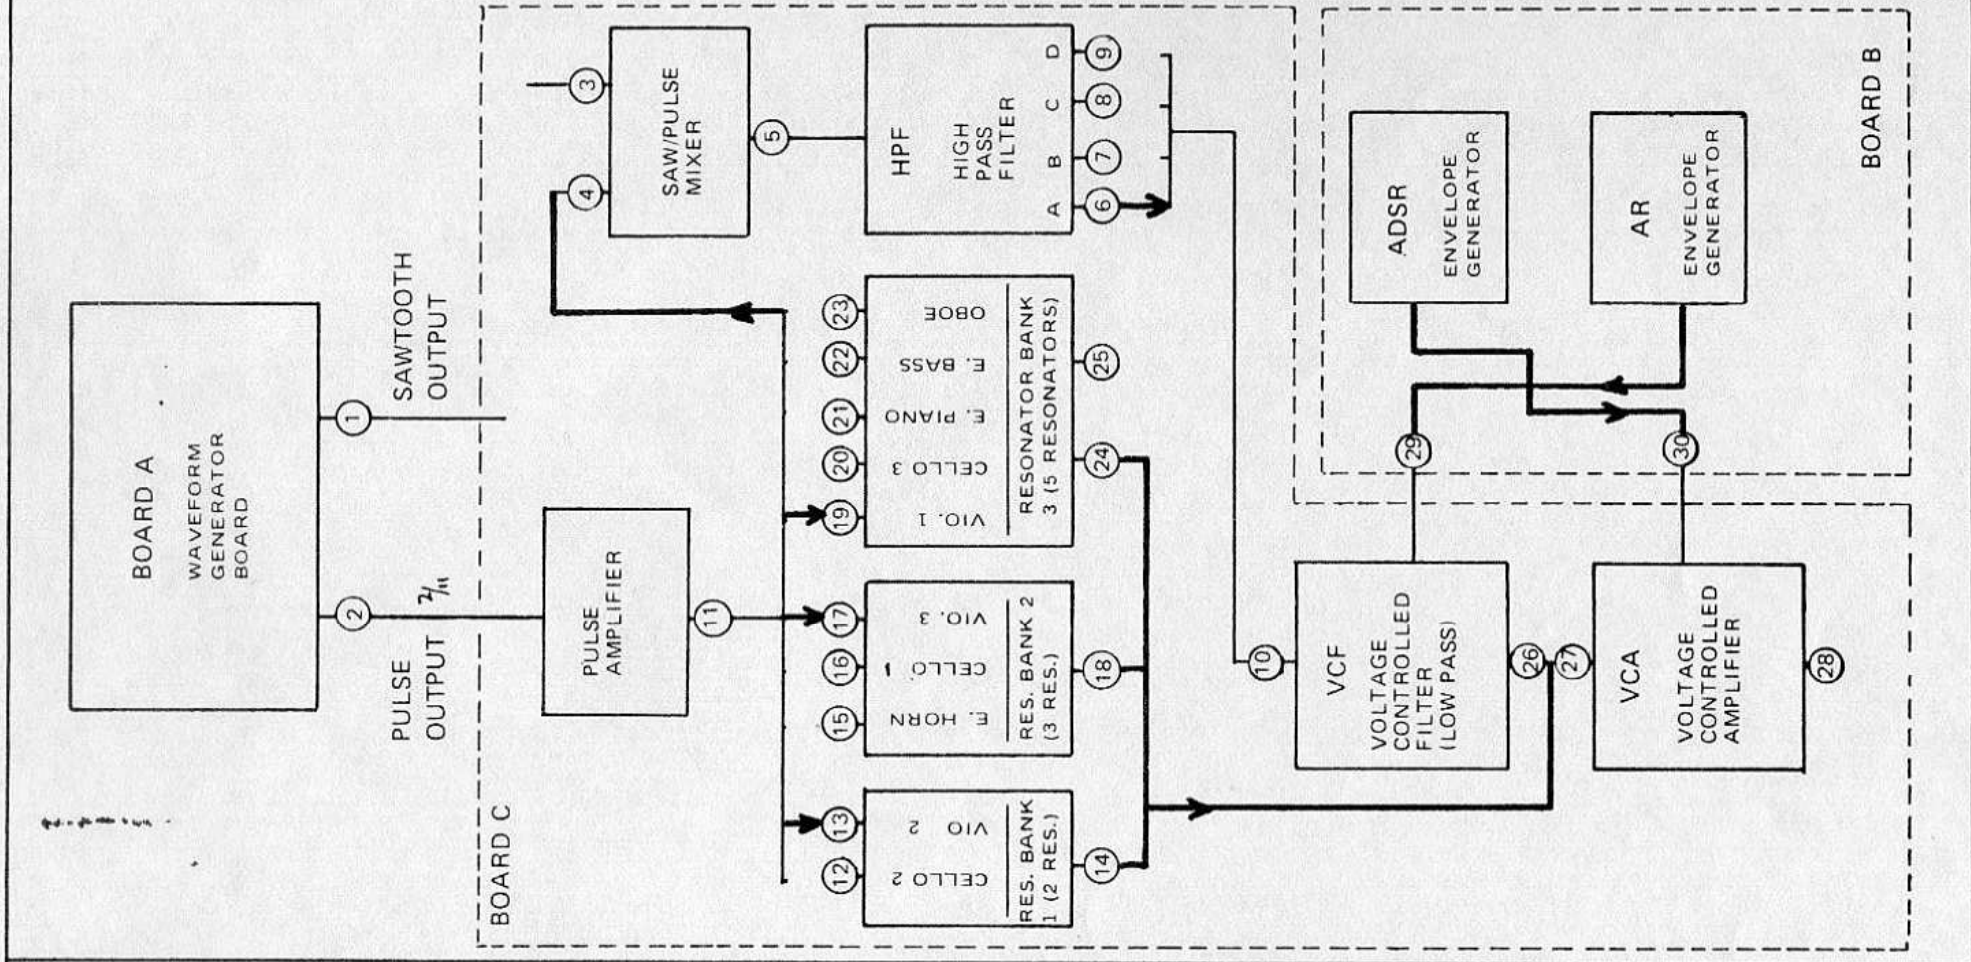 BOARD A
WAVEFORM
GENERATOR
BOARD
2
1
PULSE
OUTPUT
2/11
SAWTOOTH
OUTPUT
BOARD C
PULSE
AMPLIFIER
11
4
3
SAW/PULSE
MIXER
5
HPF
HIGH
PASS
FILTER
A
B
C
D
6
7
8
9
12
13
CELLO 2
VIO 2
RES. BANK
1 (2 RES.)
14
15
16
17
E. HORN
CELLO 1
VIO. 3
RES. BANK 2
(3 RES.)
18
19
20
21
22
23
VIO. 1
CELLO 3
E. PIANO
E. BASS
OBOE
RESONATOR BANK
3 (5 RESONATORS)
24
25
10
VCF
VOLTAGE
CONTROLLED
FILTER
(LOW PASS)
26
27
VCA
VOLTAGE
CONTROLLED
AMPLIFIER
28
29
30
ADSR
ENVELOPE
GENERATOR
AR
ENVELOPE
GENERATOR
BOARD B